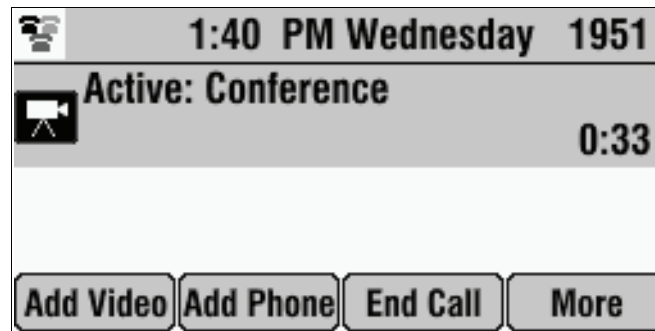 1:40 PM Wednesday 1951
Active: Conference
0:33
Add Video Add Phone End Call More